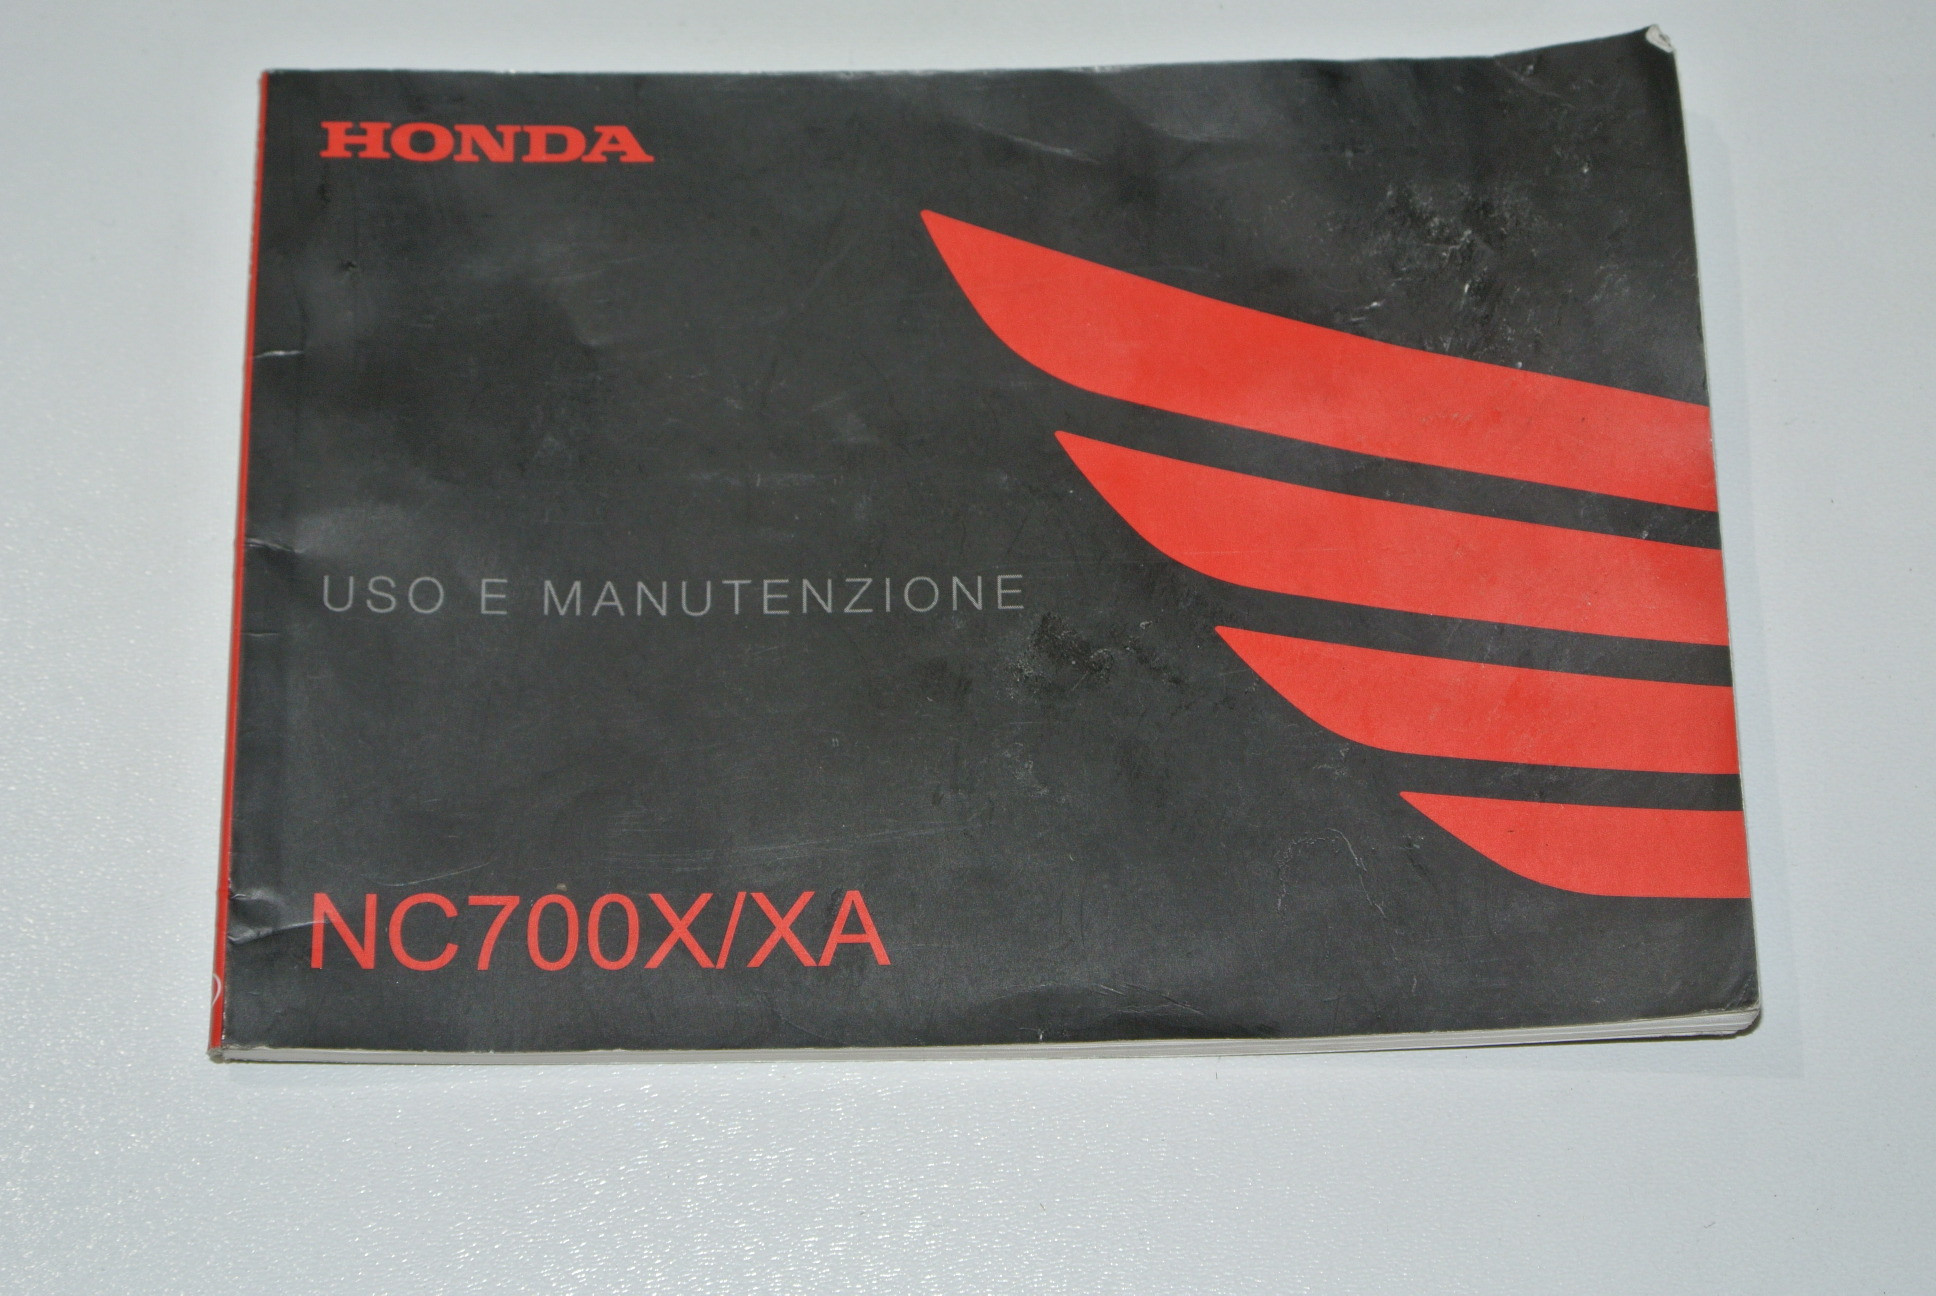 HONDA
USO E MANUTENZIONE
NC700X/XA